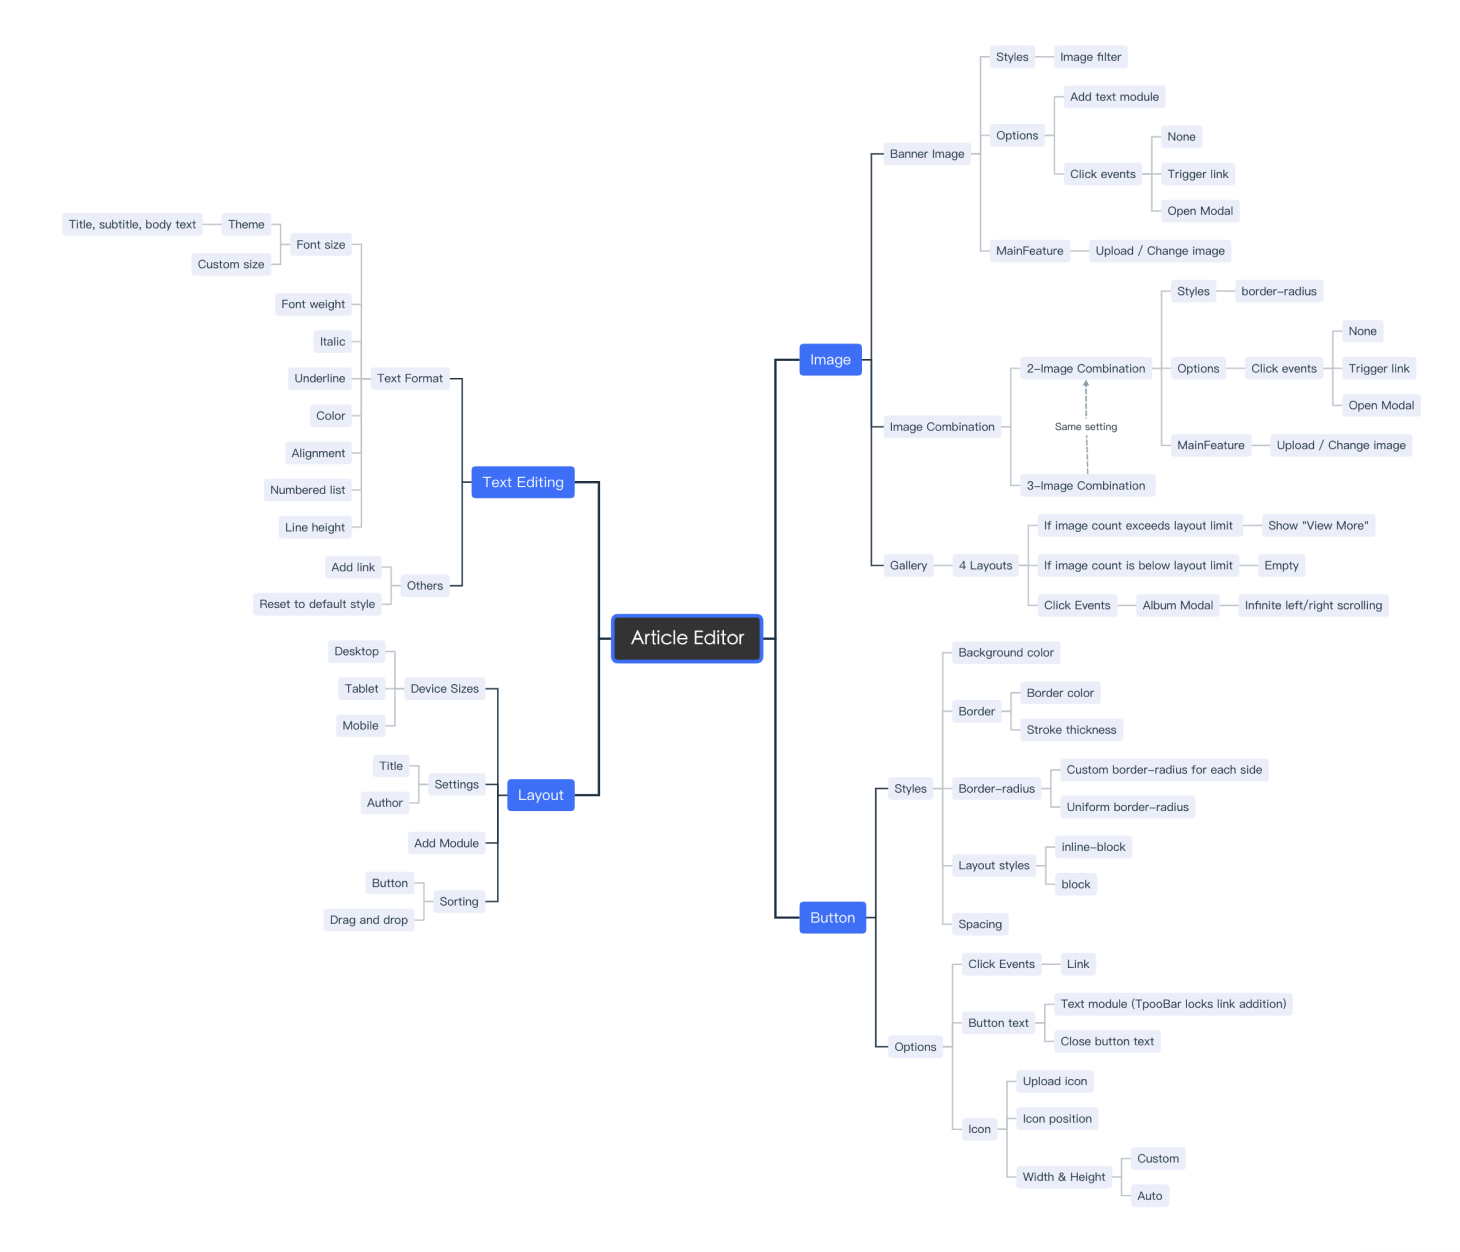 Article Editor
Text Editing
Text Format
Font size
Theme
Title, subtitle, body text
Custom size
Font weight
Italic
Underline
Color
Alignment
Numbered list
Line height
Others
Add link
Reset to default style
Layout
Device Sizes
Desktop
Tablet
Mobile
Settings
Title
Author
Add Module
Sorting
Button
Drag and drop
Image
Banner Image
Styles
Image filter
Options
Add text module
Click events
None
Trigger link
Open Modal
MainFeature
Upload / Change image
Image Combination
2-Image Combination
Styles
border-radius
Options
Click events
None
Trigger link
Open Modal
MainFeature
Upload / Change image
Same setting
3-Image Combination
Gallery
4 Layouts
If image count exceeds layout limit
Show "View More"
If image count is below layout limit
Empty
Click Events
Album Modal
Infinite left/right scrolling
Button
Styles
Background color
Border
Border color
Stroke thickness
Border-radius
Custom border-radius for each side
Uniform border-radius
Layout styles
inline-block
block
Spacing
Options
Click Events
Link
Button text
Text module (TpooBar locks link addition)
Close button text
Icon
Upload icon
Icon position
Width & Height
Custom
Auto